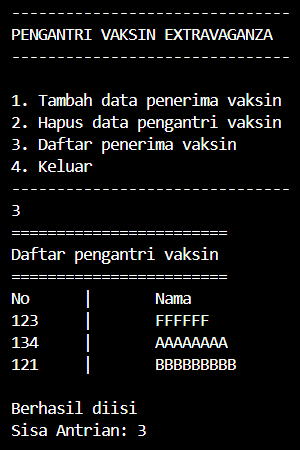 -------------------------------
PENGANTRI VAKSIN EXTRAVAGANZA
-------------------------------
1. Tambah data penerima vaksin
2. Hapus data pengantri vaksin
3. Daftar penerima vaksin
4. Keluar
-------------------------------
3
========================
Daftar pengantri vaksin
========================
No | Nama
123 | FFFFFF
134 | AAAAAAAA
121 | BBBBBBBBB
Berhasil diisi
Sisa Antrian: 3